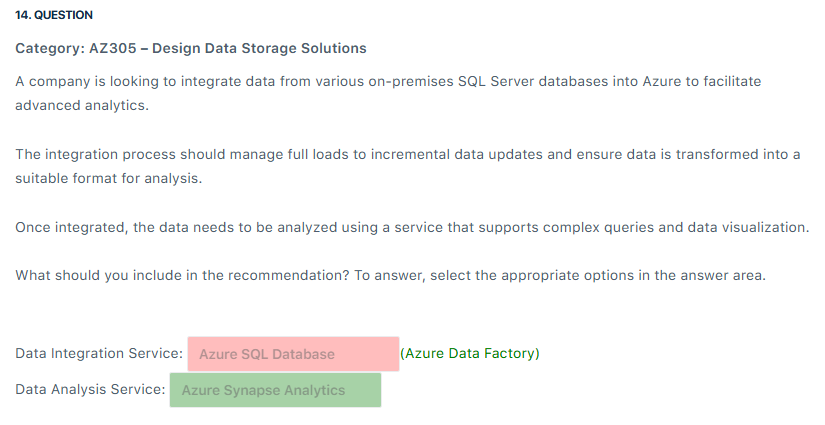 14. QUESTION
Category: AZ305 – Design Data Storage Solutions
A company is looking to integrate data from various on-premises SQL Server databases into Azure to facilitate
advanced analytics.
The integration process should manage full loads to incremental data updates and ensure data is transformed into a
suitable format for analysis.
Once integrated, the data needs to be analyzed using a service that supports complex queries and data visualization.
What should you include in the recommendation? To answer, select the appropriate options in the answer area.
Data Integration Service: Azure SQL Database (Azure Data Factory)
Data Analysis Service: Azure Synapse Analytics